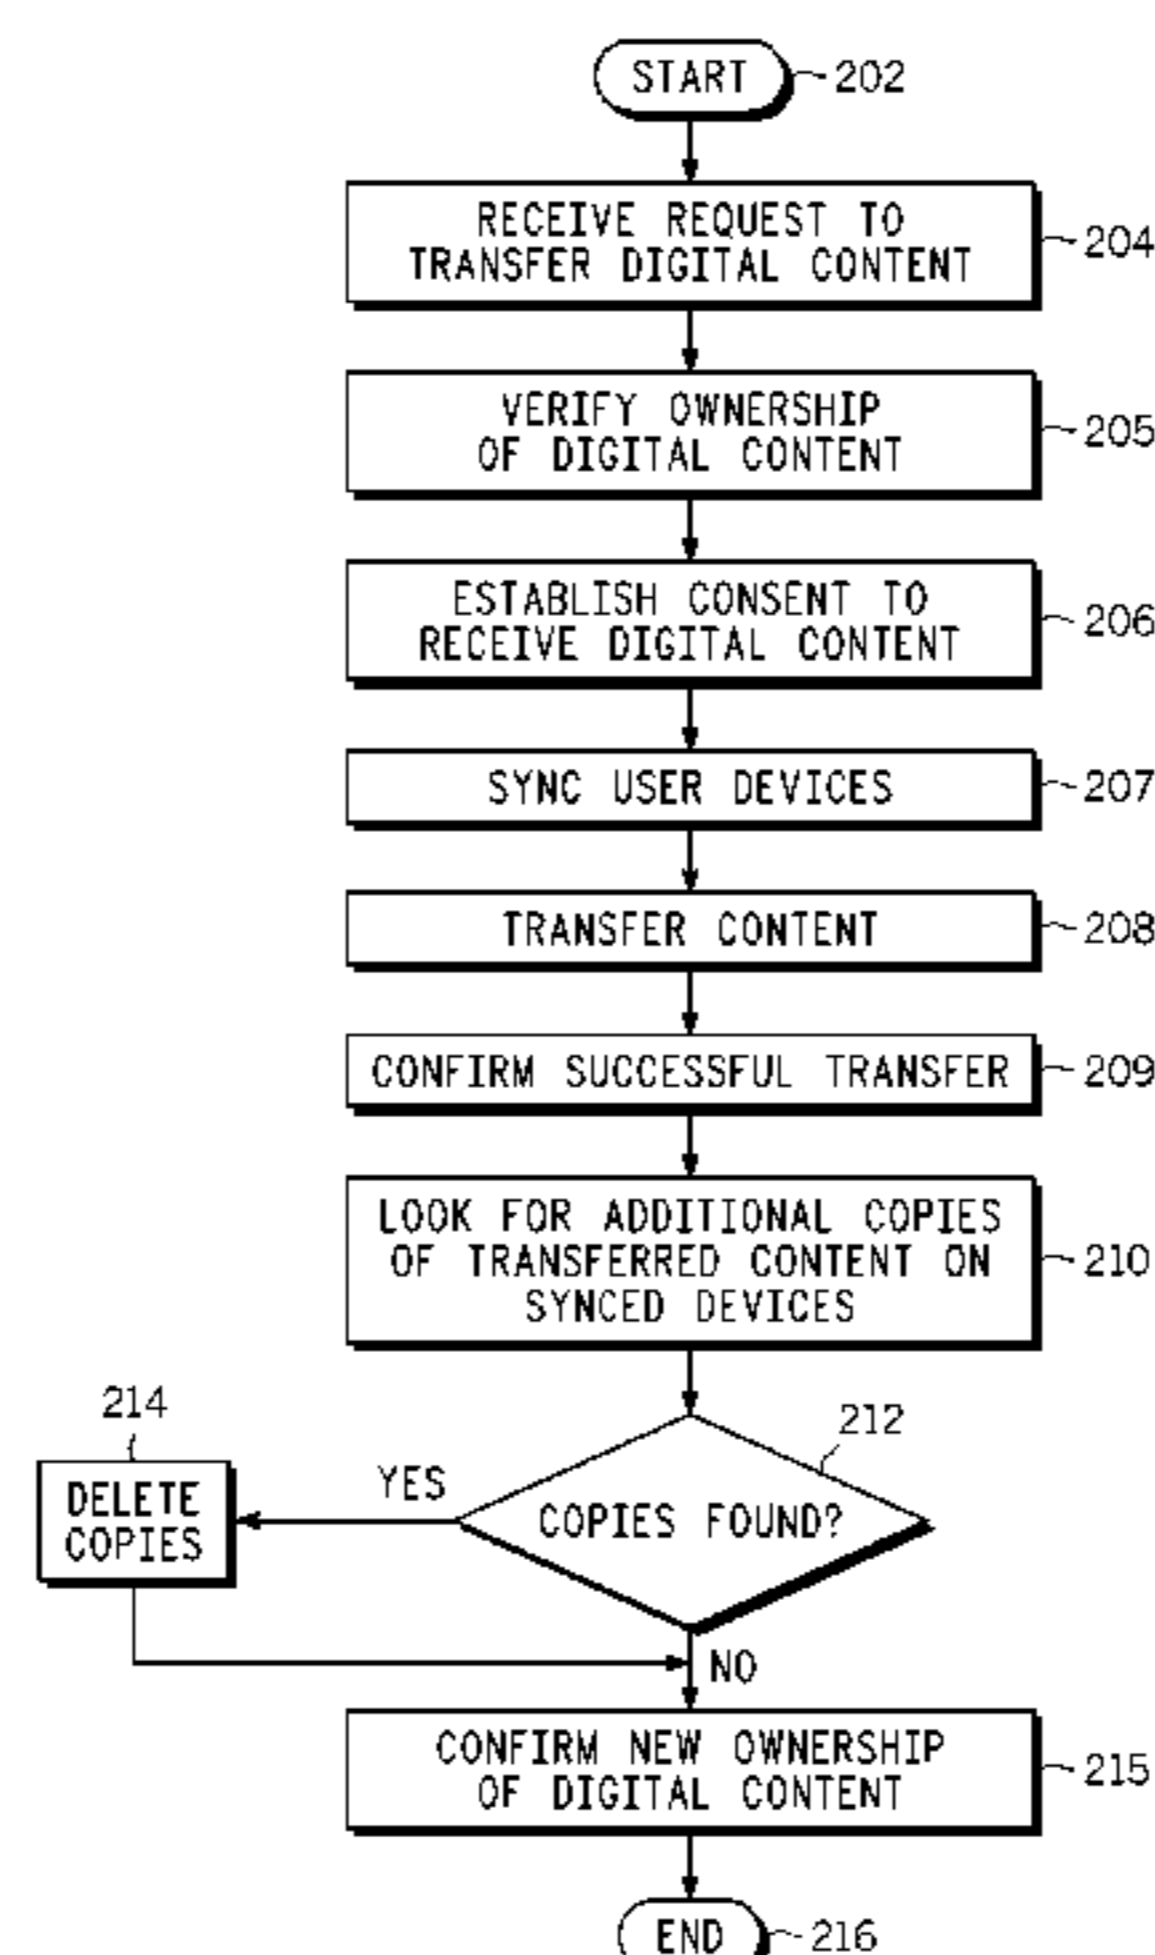 START
202
RECEIVE REQUEST TO
TRANSFER DIGITAL CONTENT
204
VERIFY OWNERSHIP
OF DIGITAL CONTENT
205
ESTABLISH CONSENT TO
RECEIVE DIGITAL CONTENT
206
SYNC USER DEVICES
207
TRANSFER CONTENT
208
CONFIRM SUCCESSFUL TRANSFER
209
LOOK FOR ADDITIONAL COPIES
OF TRANSFERRED CONTENT ON
SYNCED DEVICES
210
212
COPIES FOUND?
YES
214
DELETE
COPIES
NO
CONFIRM NEW OWNERSHIP
OF DIGITAL CONTENT
215
END
216